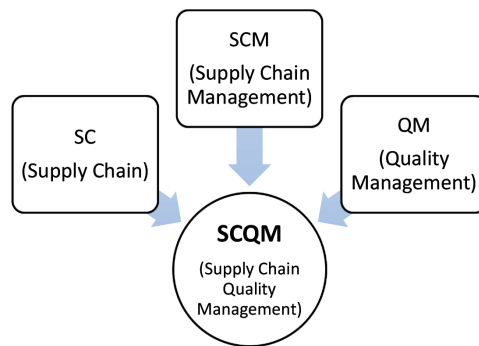 SCM
(Supply Chain
Management)
SC
(Supply Chain)
QM
(Quality
Management)
SCQM
(Supply Chain
Quality
Management)